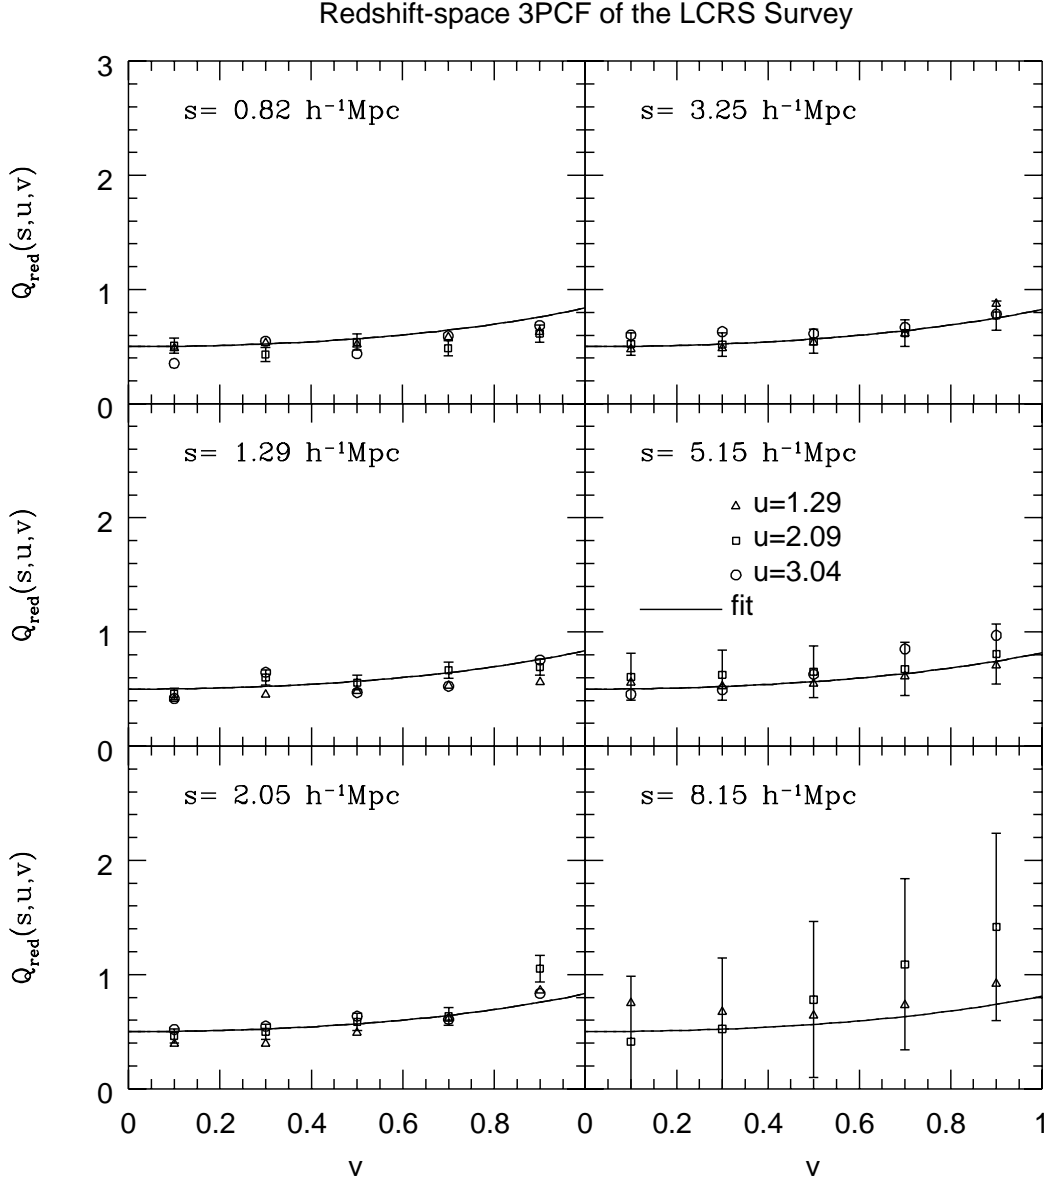 Redshift-space 3PCF of the LCRS Survey
3
2
1
0
Q_red(s,u,v)
s= 0.82 h⁻¹Mpc
s= 3.25 h⁻¹Mpc
2
1
0
Q_red(s,u,v)
s= 1.29 h⁻¹Mpc
s= 5.15 h⁻¹Mpc
u=1.29
u=2.09
u=3.04
fit
2
1
0
Q_red(s,u,v)
s= 2.05 h⁻¹Mpc
s= 8.15 h⁻¹Mpc
0 0.2 0.4 0.6 0.8 0 0.2 0.4 0.6 0.8 1
v v